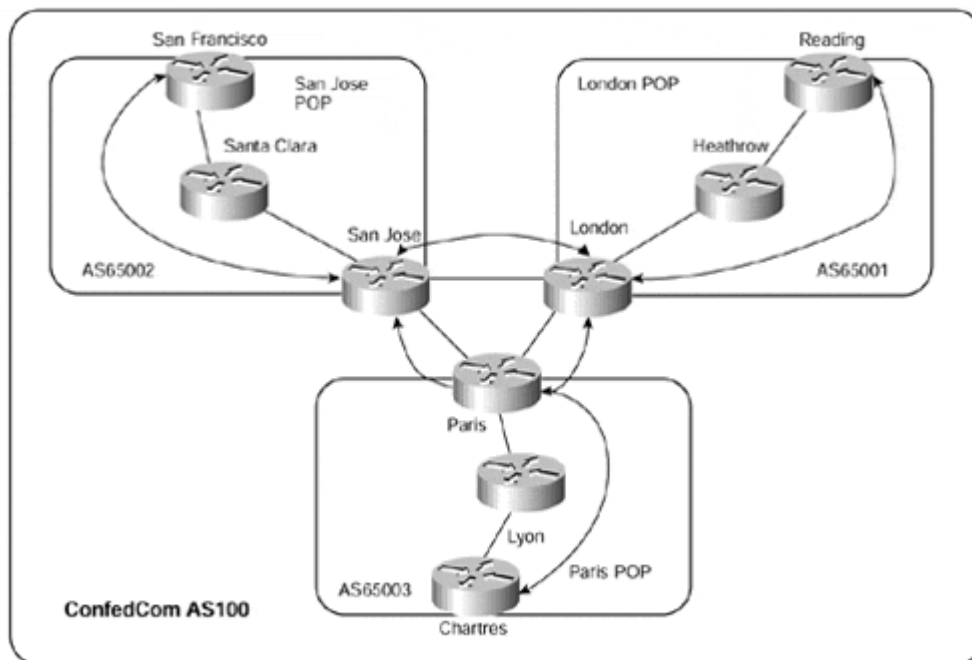 San Francisco
Reading
San Jose
POP
London POP
Santa Clara
Heathrow
San Jose
London
AS65002
AS65001
Paris
Lyon
Paris POP
AS65003
ConfedCom AS100
Chartres